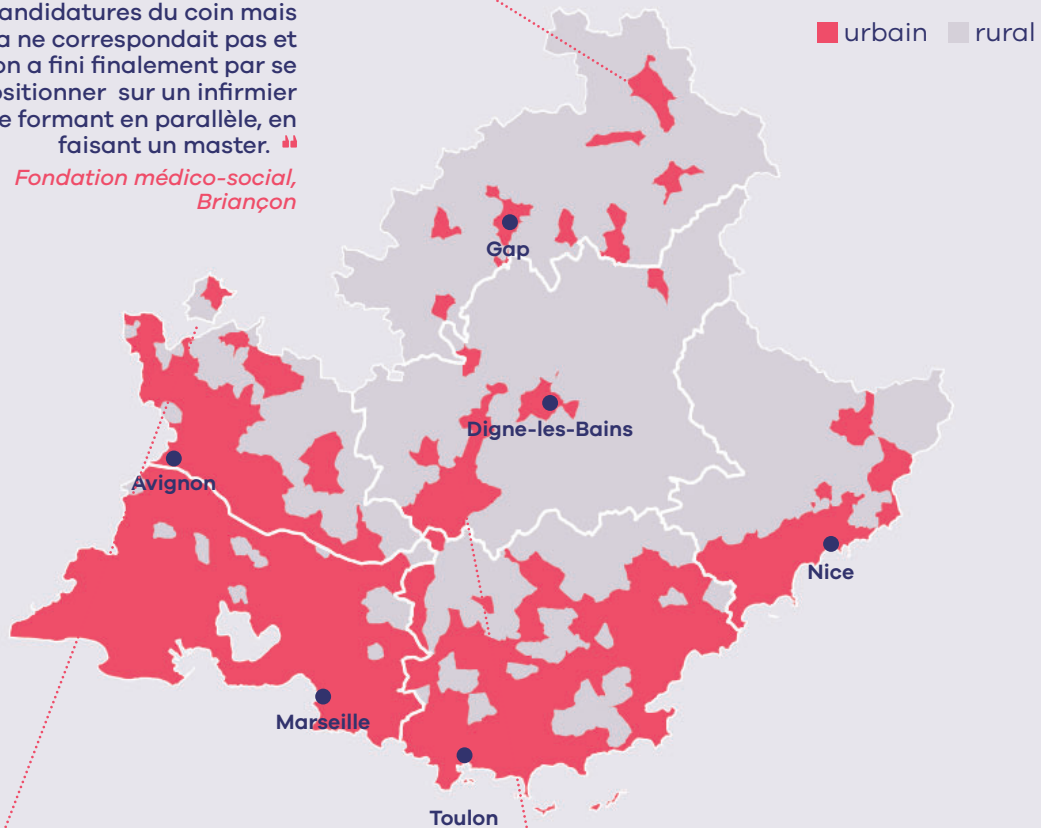 andidatures du coin mais
a ne correspondait pas et
on a fini finalement par se
ositionner sur un infirmier
e formant en parallèle, en
faisant un master. ❝
Fondation médico-social,
Briançon
urbain rural
Gap
Digne-les-Bains
Avignon
Nice
Marseille
Toulon